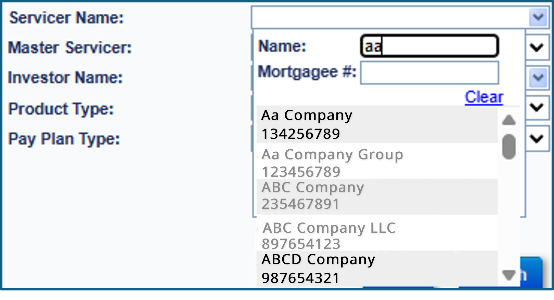 Servicer Name:
Master Servicer:
Name:
aa
Investor Name:
Mortgagee #:
Clear
Product Type:
Pay Plan Type:
Aa Company
134256789
Aa Company Group
123456789
ABC Company
235467891
ABC Company LLC
897654123
ABCD Company
987654321